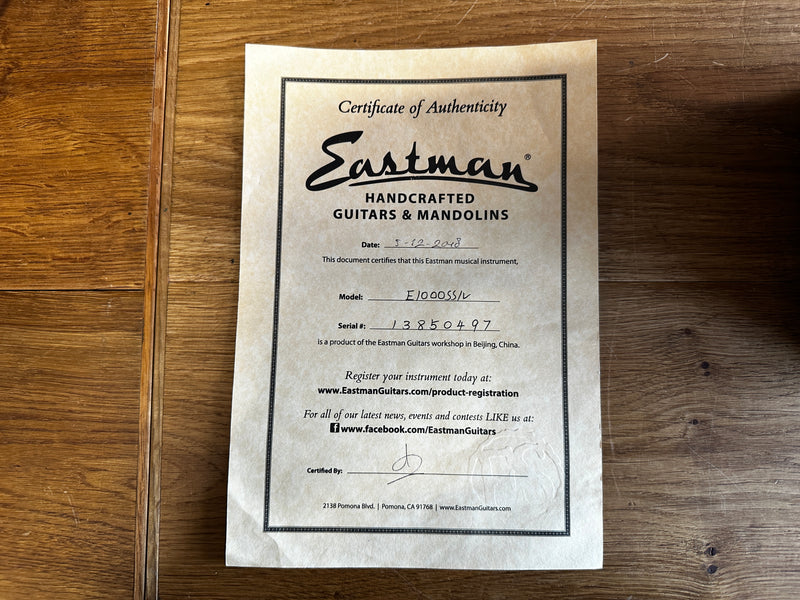 Certificate of Authenticity
Eastman®
HANDCRAFTED
GUITARS & MANDOLINS
Date: 5-12-2018
This document certifies that this Eastman musical instrument,
Model: E1000SS/v
Serial #: 13850497
is a product of the Eastman Guitars workshop in Beijing, China.
Register your instrument today at:
www.EastmanGuitars.com/product-registration
For all of our latest news, events and contests LIKE us at:
www.facebook.com/EastmanGuitars
Certified By:
2138 Pomona Blvd. | Pomona, CA 91768 | www.EastmanGuitars.com